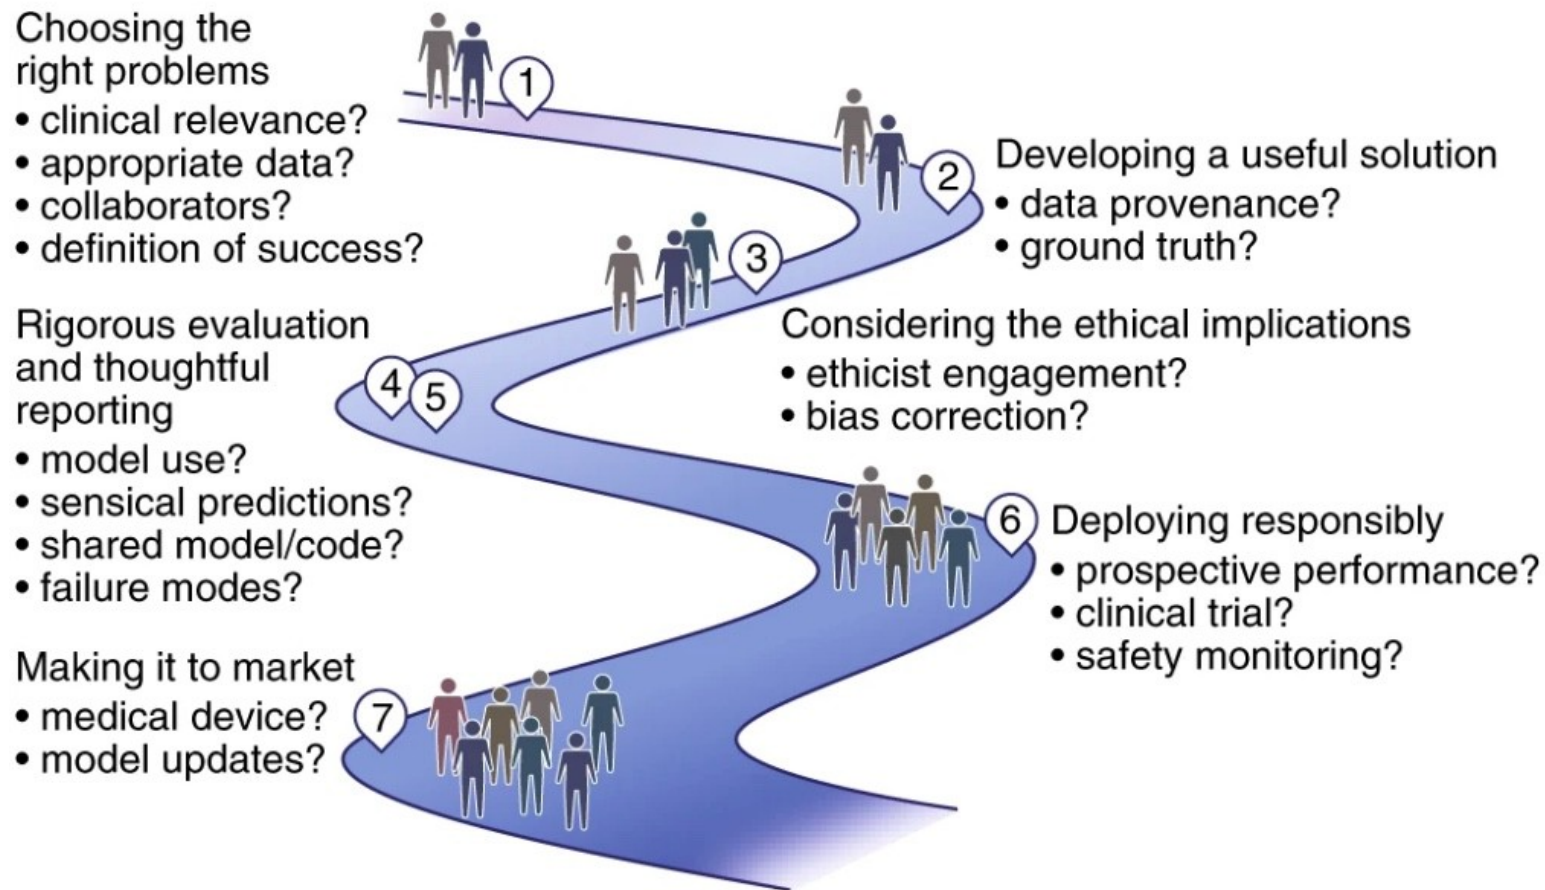 Choosing the
right problems
• clinical relevance?
• appropriate data?
• collaborators?
• definition of success?
1
2
Developing a useful solution
• data provenance?
• ground truth?
3
Considering the ethical implications
• ethicist engagement?
• bias correction?
Rigorous evaluation
and thoughtful
reporting
• model use?
• sensical predictions?
• shared model/code?
• failure modes?
4
5
6
Deploying responsibly
• prospective performance?
• clinical trial?
• safety monitoring?
Making it to market
• medical device?
• model updates?
7